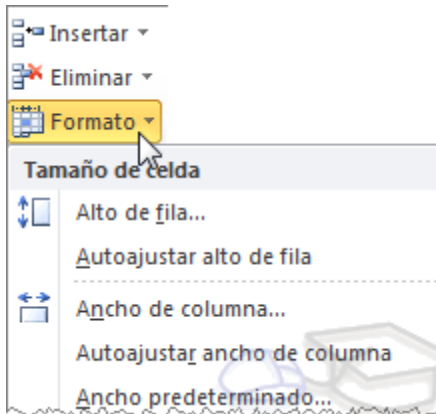 Insertar
Eliminar
Formato
Tamaño de celda
Alto de fila...
Autoajustar alto de fila
Ancho de columna...
Autoajustar ancho de columna
Ancho predeterminado...